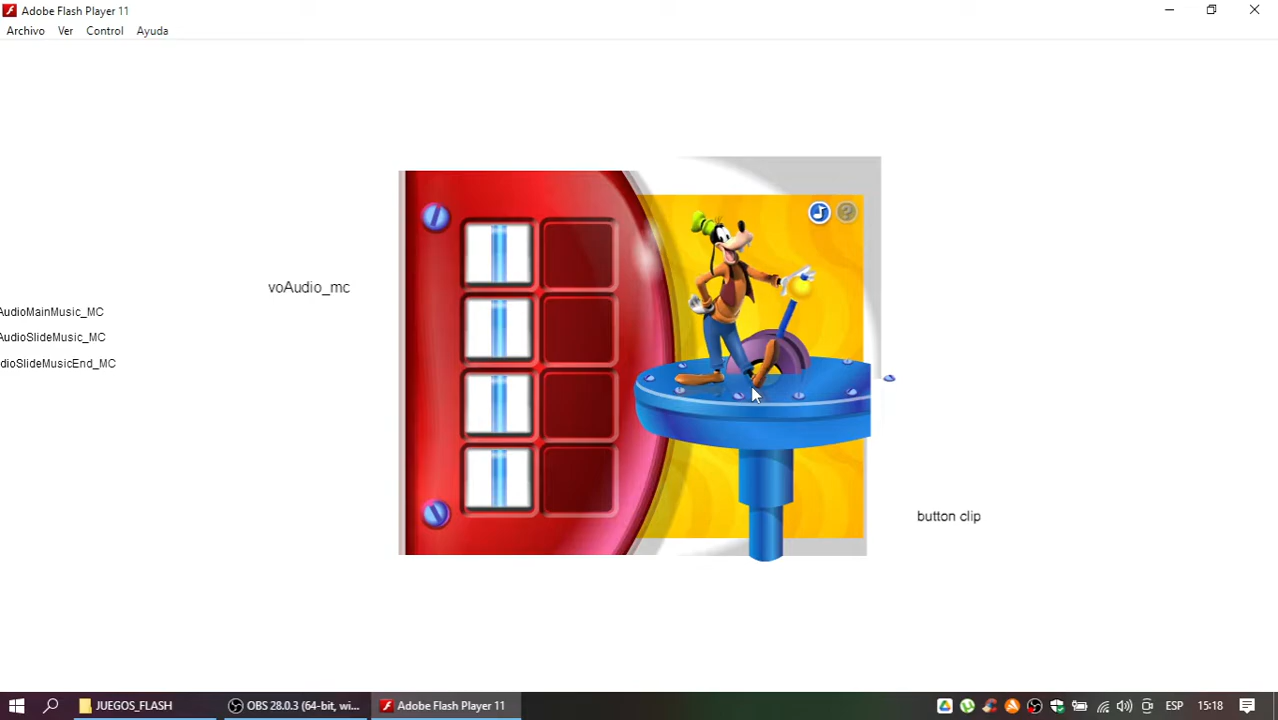 Adobe Flash Player 11
Archivo Ver Control Ayuda
?
voAudio_mc
AudioMainMusic_MC
AudioSlideMusic_MC
dioSlideMusicEnd_MC
button clip
JUEGOS_FLASH
OBS 28.0.3 (64-bit, wi...
Adobe Flash Player 11
ESP
15:18